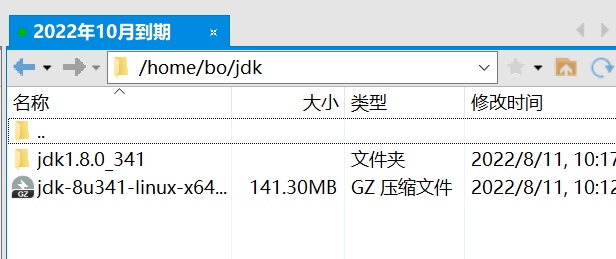 2022年10月到期 ×
/home/bo/jdk
名称 大小 类型 修改时间
..
jdk1.8.0_341 文件夹 2022/8/11, 10:17
jdk-8u341-linux-x64... 141.30MB GZ 压缩文件 2022/8/11, 10:12
GZ